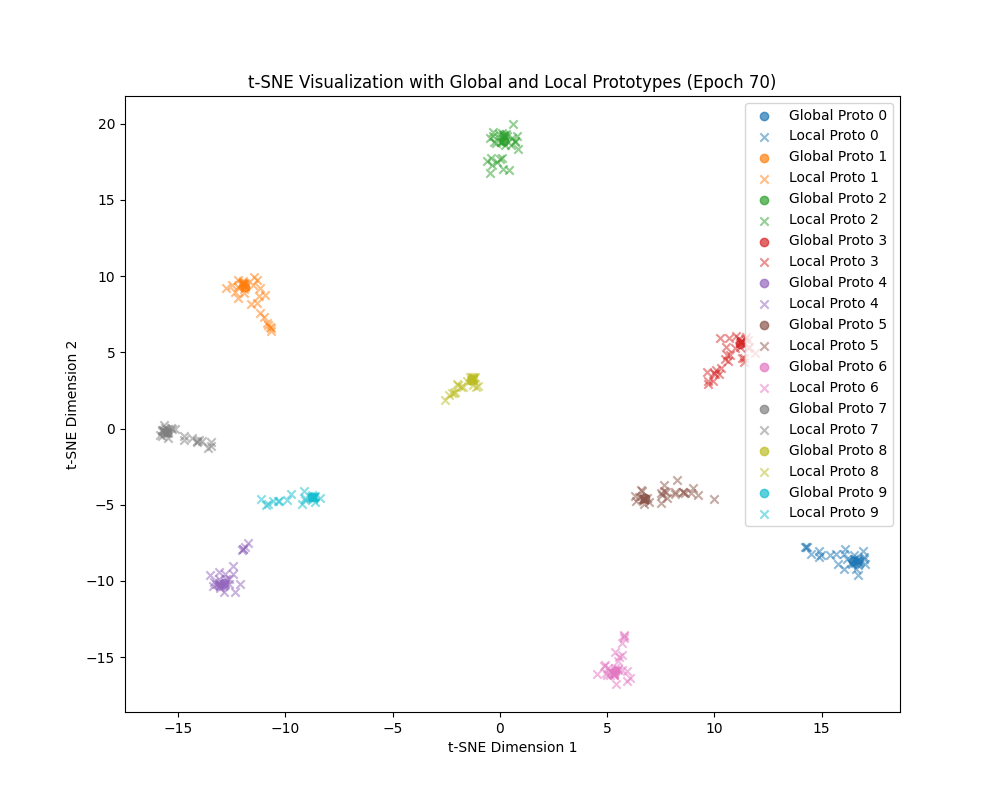 t-SNE Visualization with Global and Local Prototypes (Epoch 70)
20
15
10
5
0
−5
−10
−15
t-SNE Dimension 2
−15
−10
−5
0
5
10
15
t-SNE Dimension 1
Global Proto 0
Local Proto 0
Global Proto 1
Local Proto 1
Global Proto 2
Local Proto 2
Global Proto 3
Local Proto 3
Global Proto 4
Local Proto 4
Global Proto 5
Local Proto 5
Global Proto 6
Local Proto 6
Global Proto 7
Local Proto 7
Global Proto 8
Local Proto 8
Global Proto 9
Local Proto 9